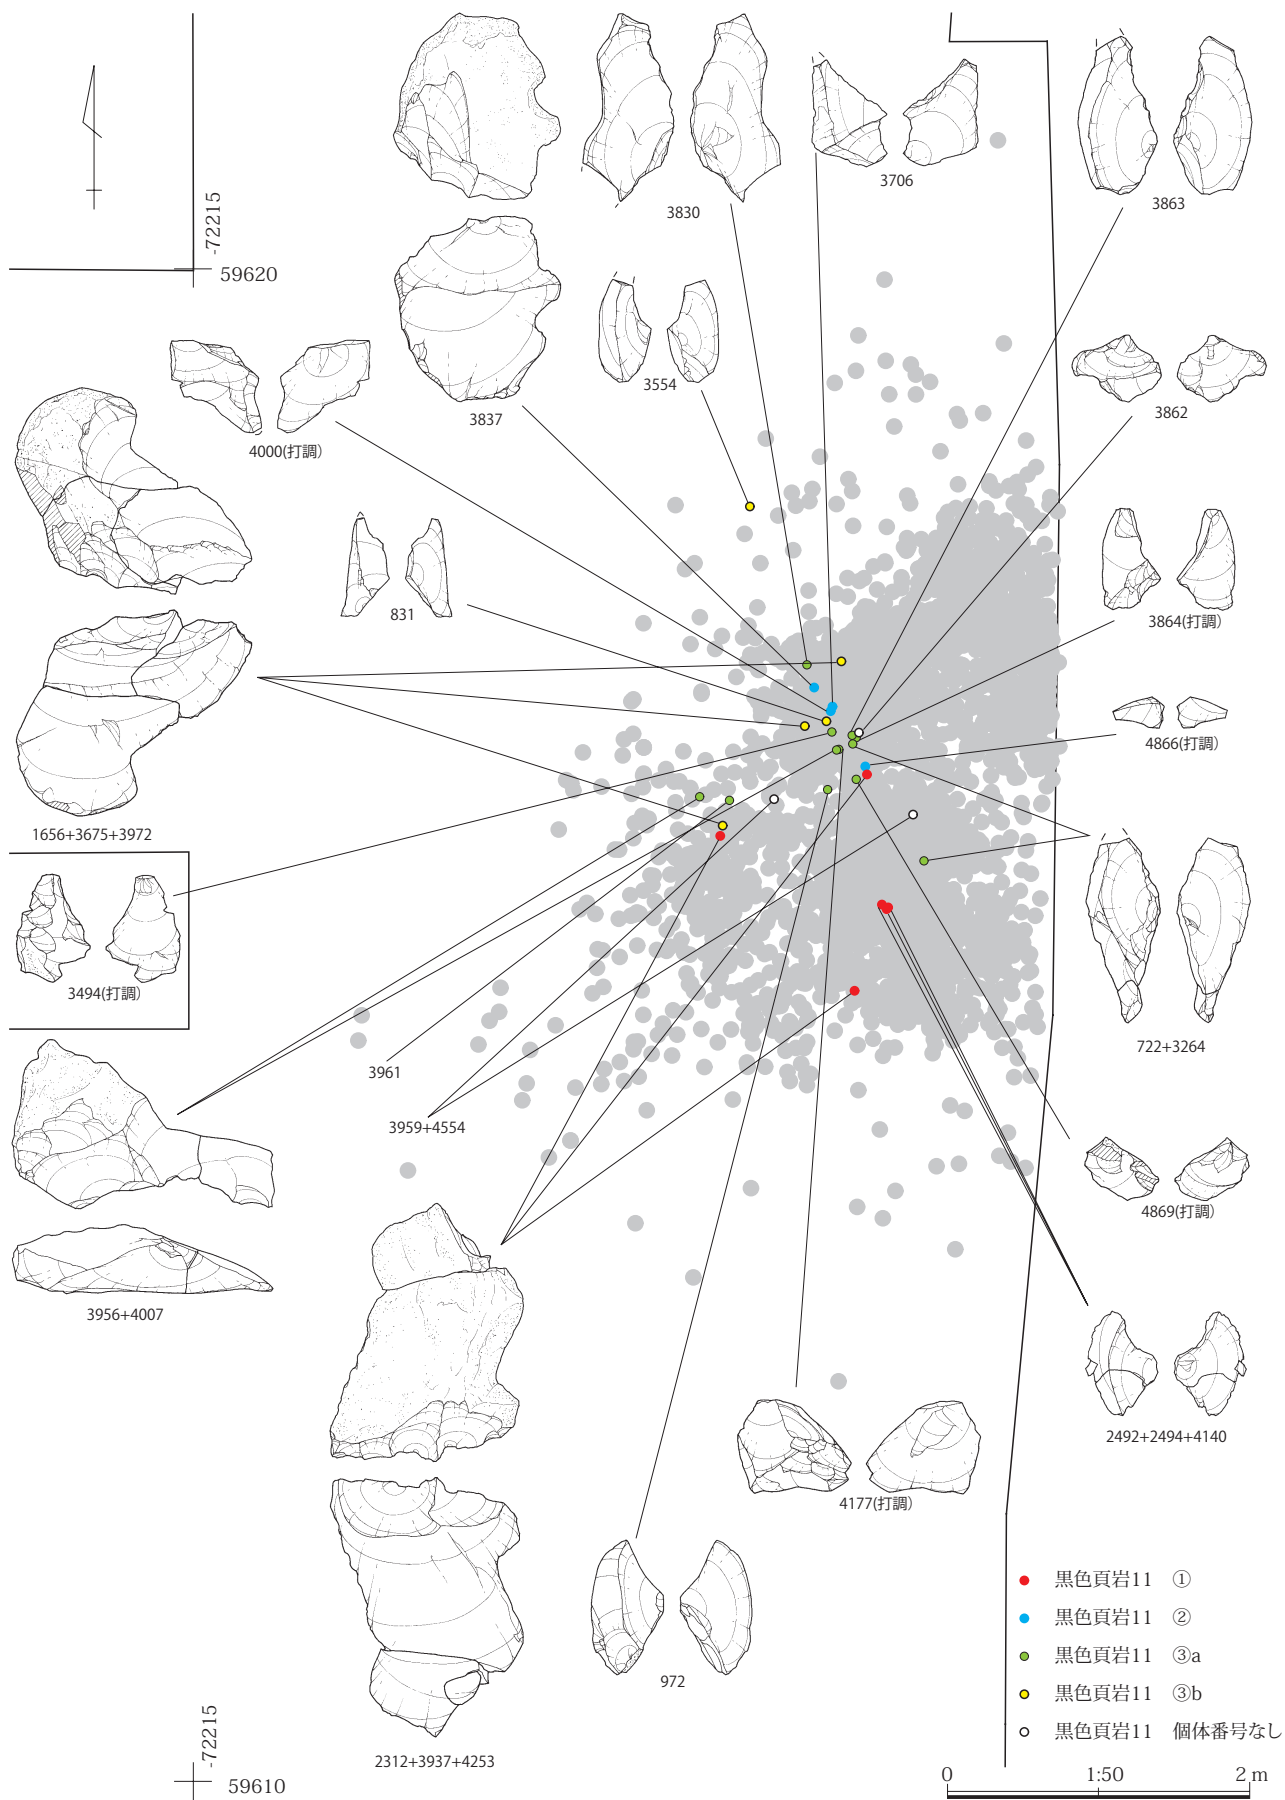 -72215
59620
3830
3706
3863
3554
3837
3862
4000(打調)
831
3864(打調)
4866(打調)
1656+3675+3972
3494(打調)
722+3264
3961
3959+4554
4869(打調)
3956+4007
2492+2494+4140
4177(打調)
972
2312+3937+4253
黒色頁岩11 ①
黒色頁岩11 ②
黒色頁岩11 ③a
黒色頁岩11 ③b
黒色頁岩11 個体番号なし
-72215
59610
0 1:50 2 m